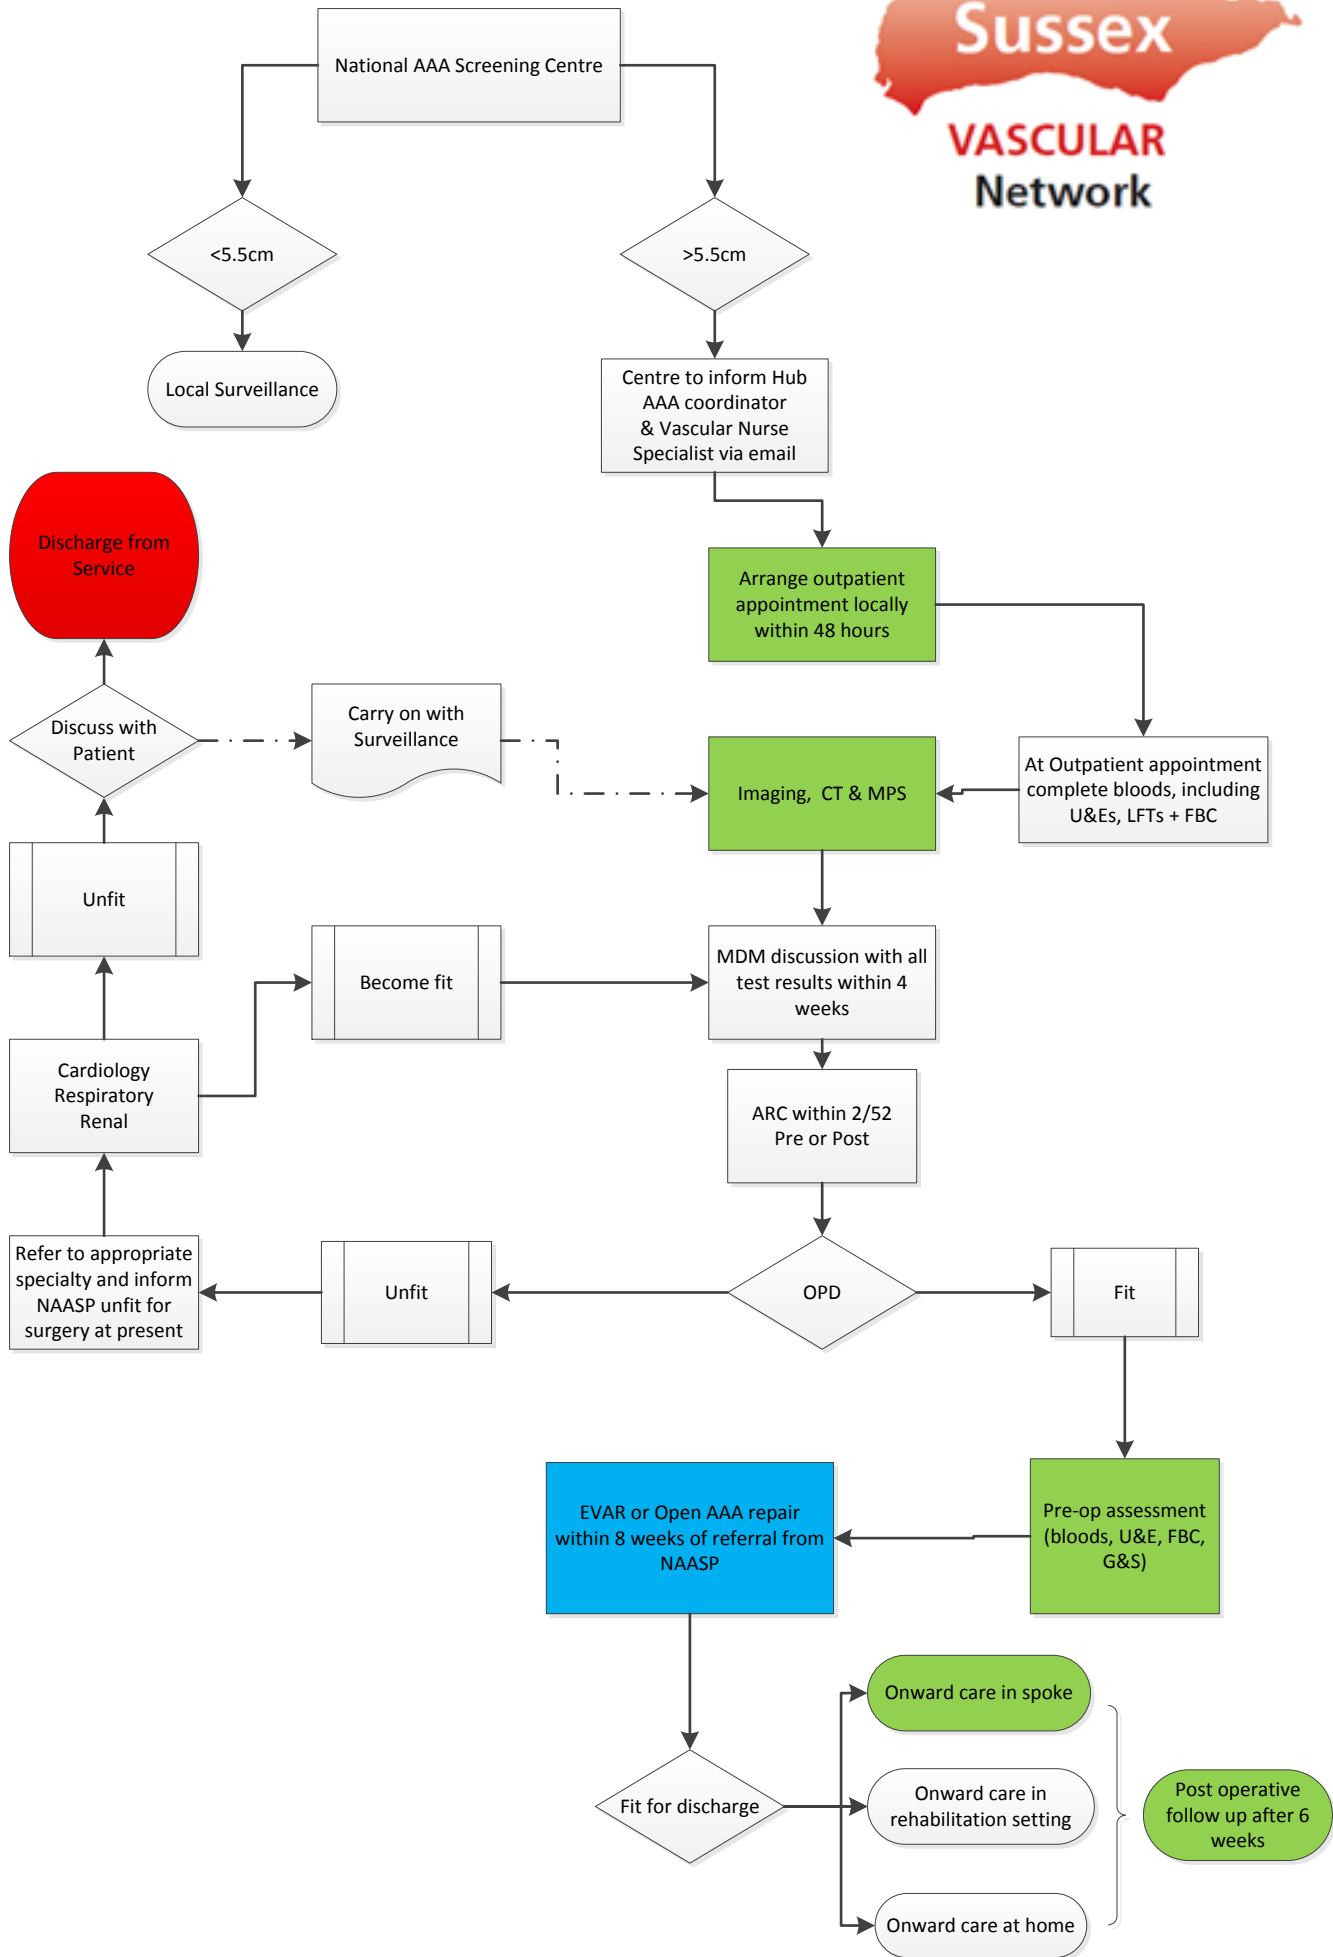 Sussex
VASCULAR
Network
National AAA Screening Centre
<5.5cm
>5.5cm
Local Surveillance
Centre to inform Hub
AAA coordinator
& Vascular Nurse
Specialist via email
Discharge from
Service
Arrange outpatient
appointment locally
within 48 hours
Discuss with
Patient
Carry on with
Surveillance
Imaging, CT & MPS
At Outpatient appointment
complete bloods, including
U&Es, LFTs + FBC
Unfit
Become fit
MDM discussion with all
test results within 4
weeks
Cardiology
Respiratory
Renal
ARC within 2/52
Pre or Post
Refer to appropriate
specialty and inform
NAASP unfit for
surgery at present
Unfit
OPD
Fit
EVAR or Open AAA repair
within 8 weeks of referral from
NAASP
Pre-op assessment
(bloods, U&E, FBC,
G&S)
Onward care in spoke
Fit for discharge
Onward care in
rehabilitation setting
Post operative
follow up after 6
weeks
Onward care at home